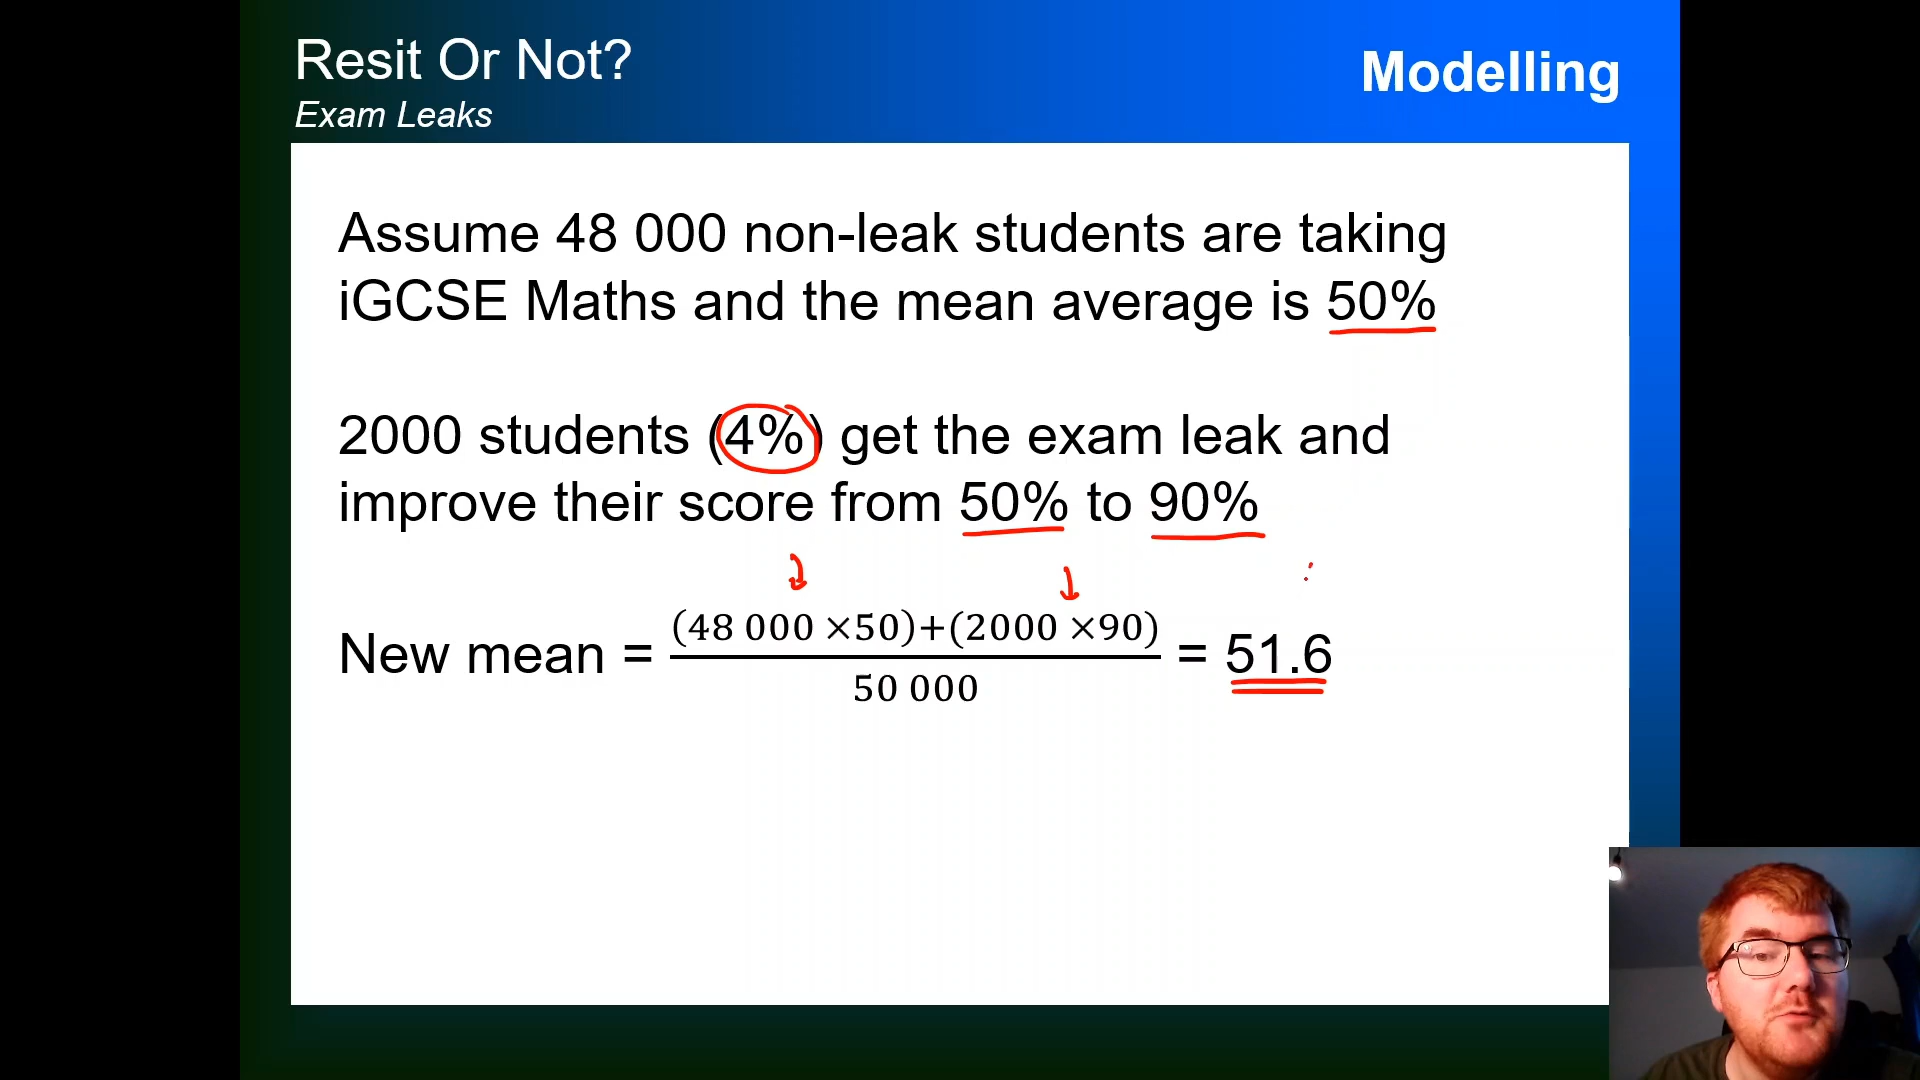 Resit Or Not?
Exam Leaks
Modelling
Assume 48 000 non-leak students are taking
iGCSE Maths and the mean average is 50%
2000 students (4%) get the exam leak and
improve their score from 50% to 90%
New mean = (48 000 ×50)+(2000 ×90) = 51.6
50 000